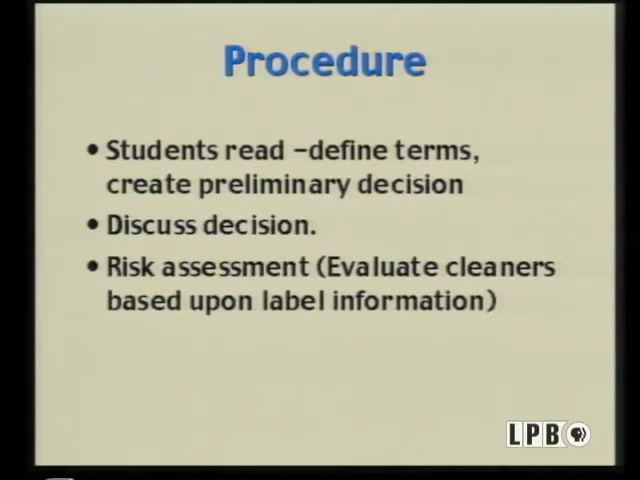 Procedure
• Students read –define terms,
create preliminary decision
• Discuss decision.
• Risk assessment (Evaluate cleaners
based upon label information)
LPB